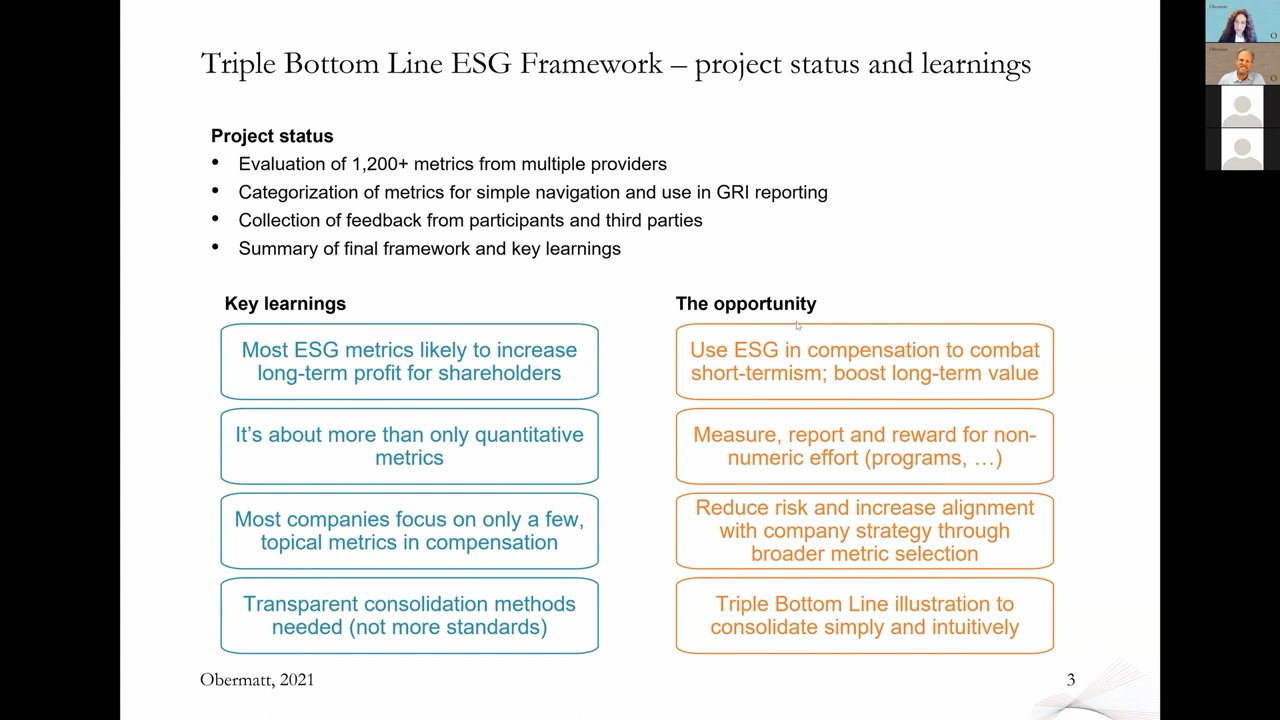 Triple Bottom Line ESG Framework – project status and learnings
Project status
• Evaluation of 1,200+ metrics from multiple providers
• Categorization of metrics for simple navigation and use in GRI reporting
• Collection of feedback from participants and third parties
• Summary of final framework and key learnings
Key learnings
Most ESG metrics likely to increase
long-term profit for shareholders
It's about more than only quantitative
metrics
Most companies focus on only a few,
topical metrics in compensation
Transparent consolidation methods
needed (not more standards)
The opportunity
Use ESG in compensation to combat
short-termism; boost long-term value
Measure, report and reward for non-
numeric effort (programs, …)
Reduce risk and increase alignment
with company strategy through
broader metric selection
Triple Bottom Line illustration to
consolidate simply and intuitively
Obermatt, 2021
3
Obermatt
Obermatt